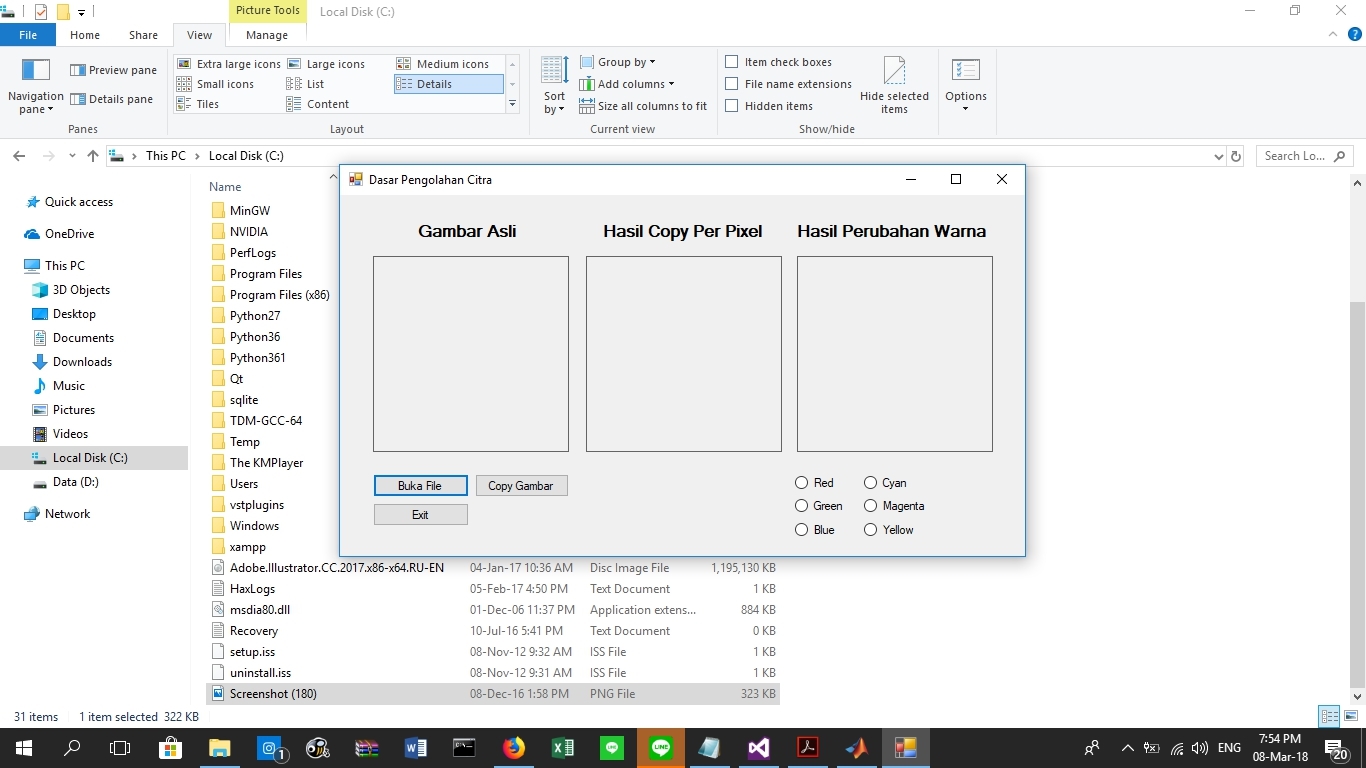 Picture Tools
Local Disk (C:)
File Home Share View Manage
Navigation pane
Preview pane
Details pane
Panes
Extra large icons Large icons Medium icons
Small icons List Details
Tiles Content
Layout
Sort by
Group by
Add columns
Size all columns to fit
Current view
Item check boxes
File name extensions
Hidden items
Hide selected items
Show/hide
Options
This PC Local Disk (C:)
Search Lo...
Quick access
OneDrive
This PC
3D Objects
Desktop
Documents
Downloads
Music
Pictures
Videos
Local Disk (C:)
Data (D:)
Network
Name
MinGW
NVIDIA
PerfLogs
Program Files
Program Files (x86)
Python27
Python36
Python361
Qt
sqlite
TDM-GCC-64
Temp
The KMPlayer
Users
vstplugins
Windows
xampp
Adobe.Illustrator.CC.2017.x86-x64.RU-EN 04-Jan-17 10:36 AM Disc Image File 1,195,130 KB
HaxLogs 05-Feb-17 4:50 PM Text Document 1 KB
msdia80.dll 01-Dec-06 11:37 PM Application extens... 884 KB
Recovery 10-Jul-16 5:41 PM Text Document 0 KB
setup.iss 08-Nov-12 9:32 AM ISS File 1 KB
uninstall.iss 08-Nov-12 9:31 AM ISS File 1 KB
Screenshot (180) 08-Dec-16 1:58 PM PNG File 323 KB
Dasar Pengolahan Citra
Gambar Asli Hasil Copy Per Pixel Hasil Perubahan Warna
Buka File Copy Gambar
Exit
Red Cyan
Green Magenta
Blue Yellow
31 items 1 item selected 322 KB
1
ENG
7:54 PM
08-Mar-18
20